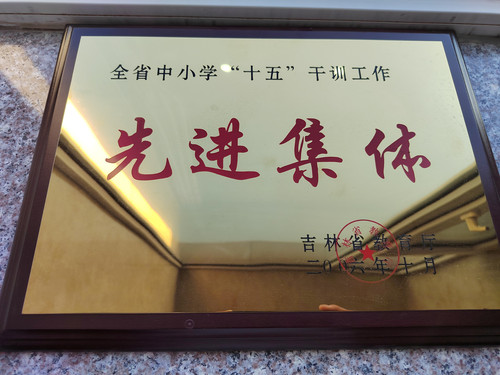 全省中小学“十五”干训工作
先进集体
吉林省教育厅
二〇〇六年十月